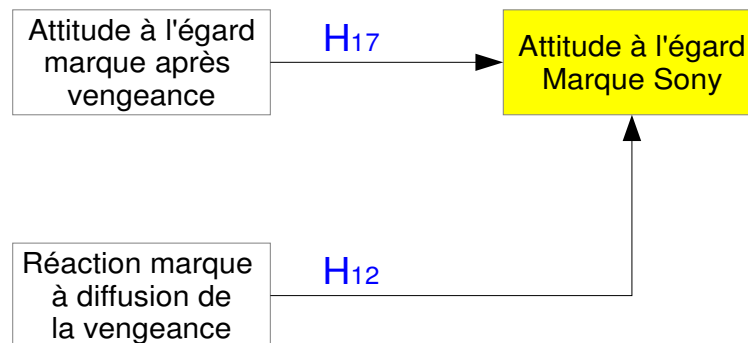 Attitude à l'égard
marque après
vengeance
H17
Attitude à l'égard
Marque Sony
Réaction marque
à diffusion de
la vengeance
H12